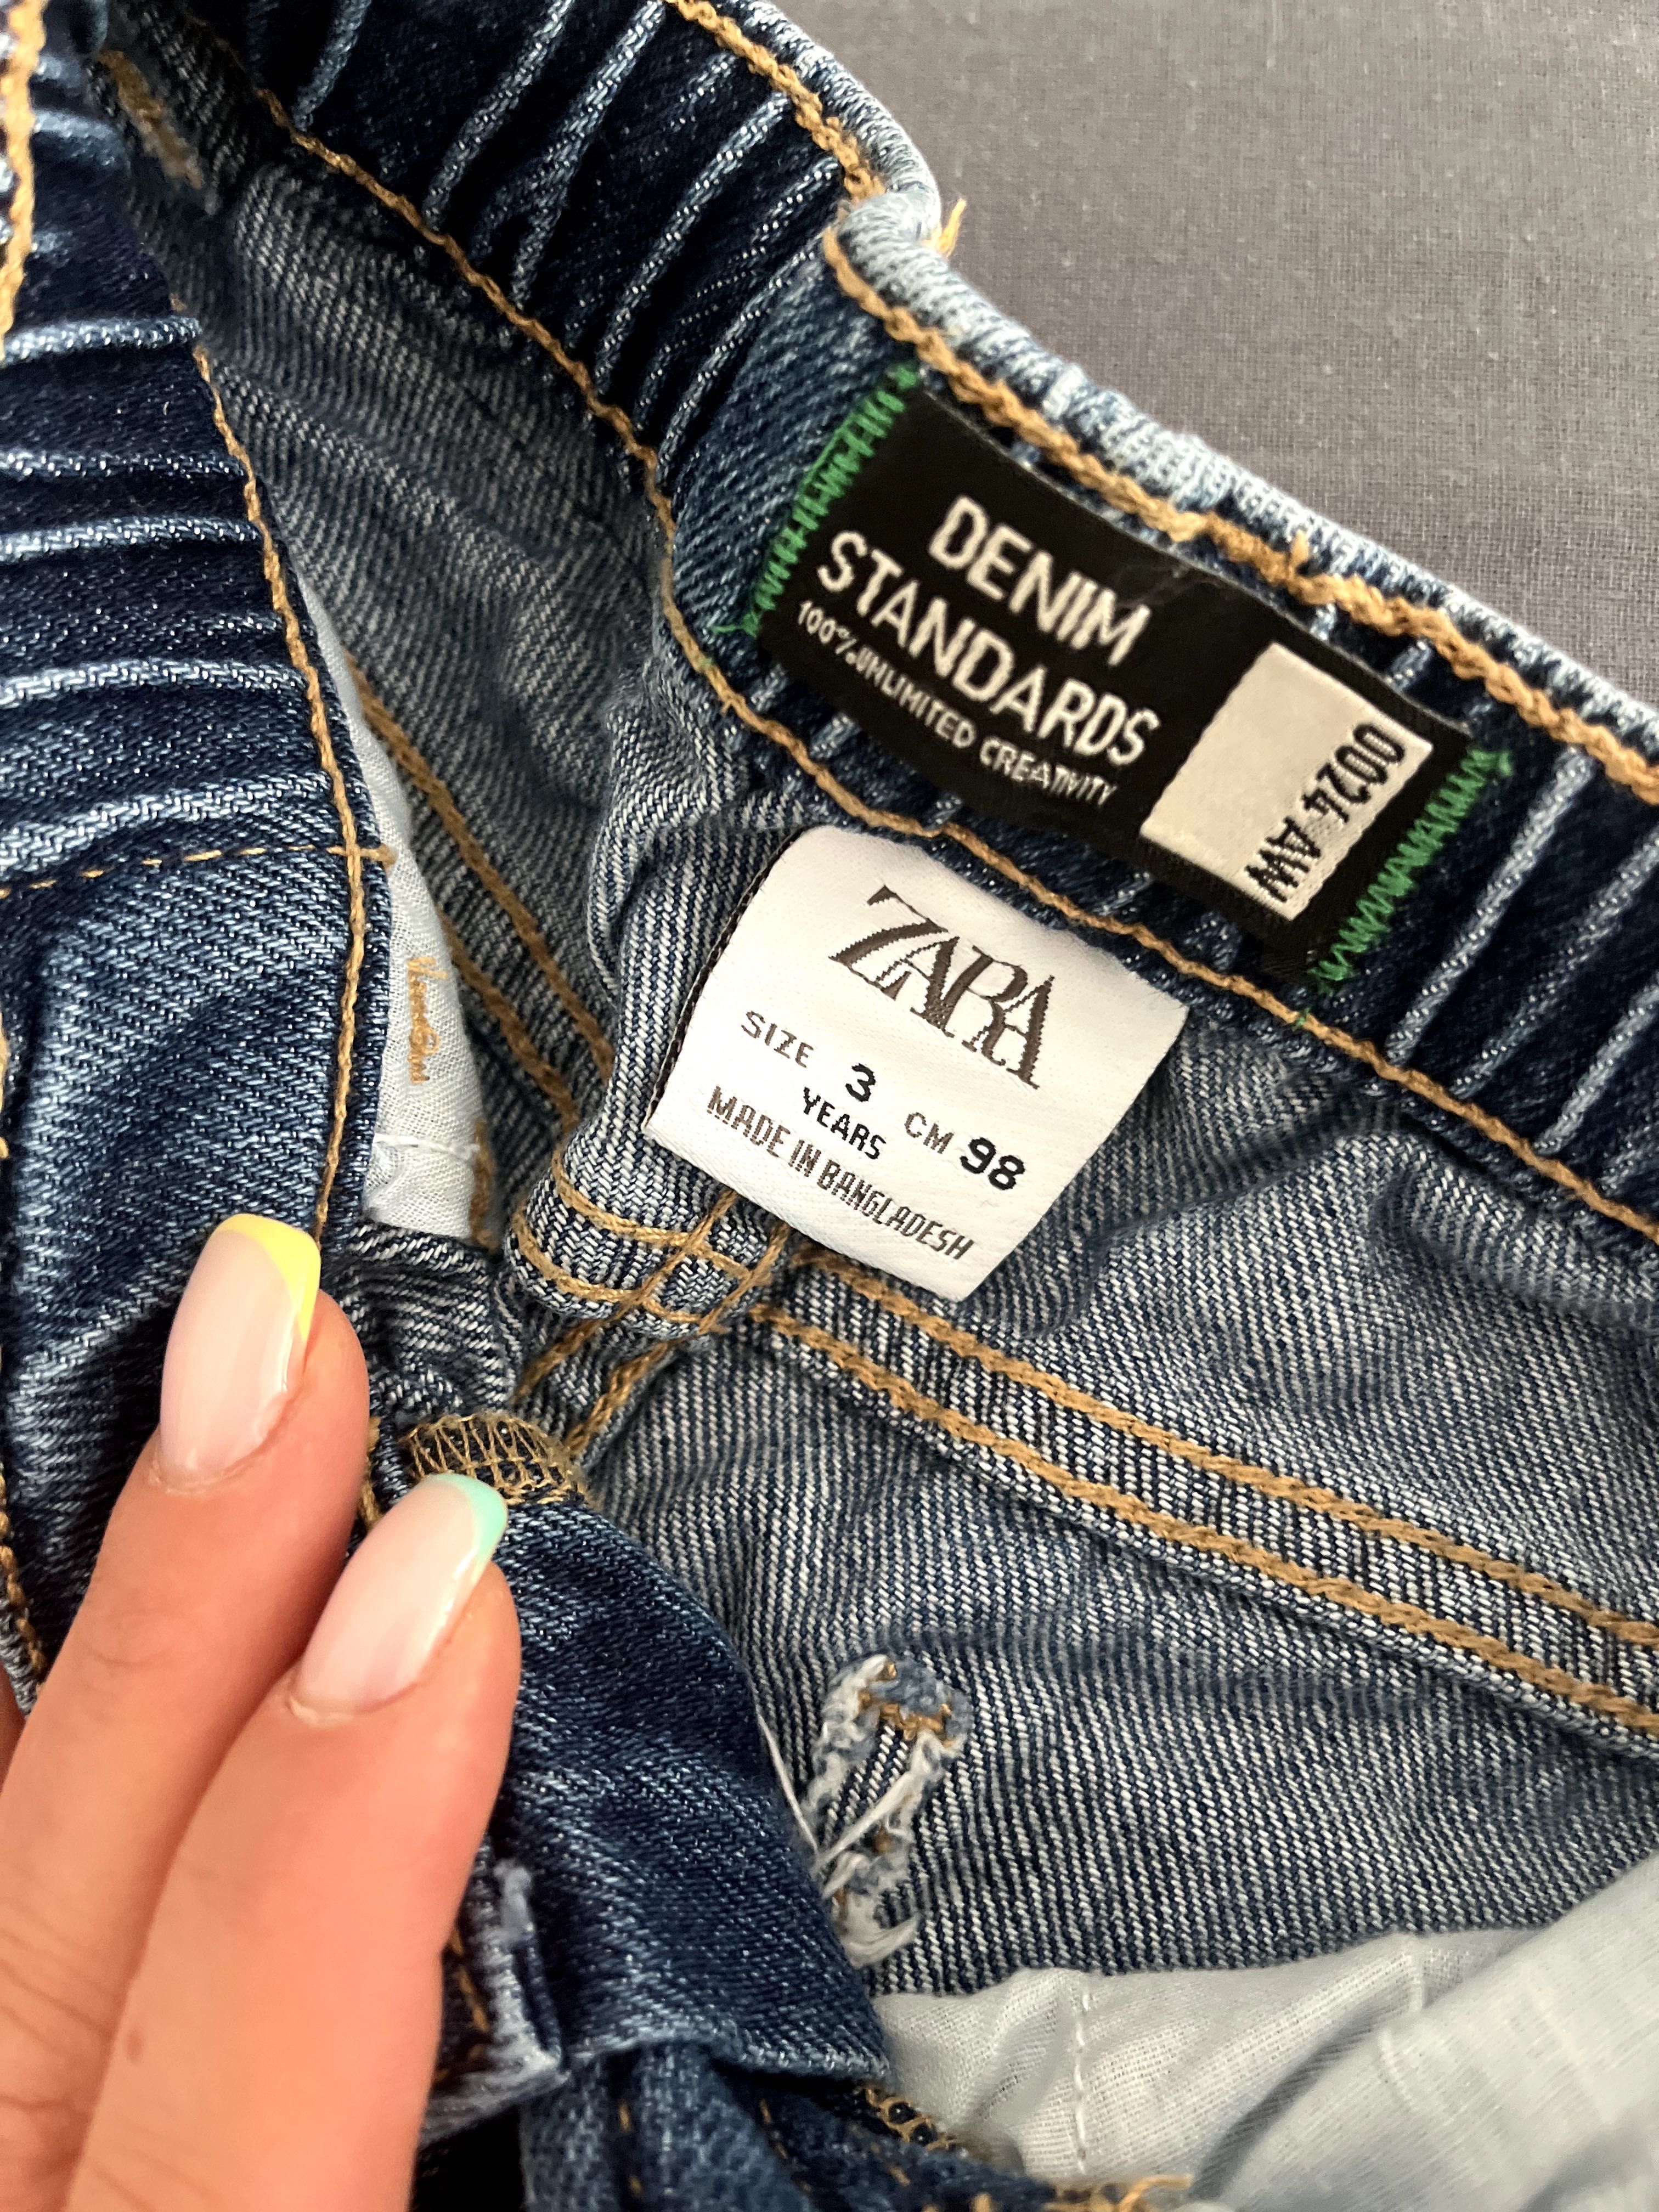 DENIM
STANDARDS
100% UNLIMITED CREATIVITY
0024 AW
ZARA
SIZE 3 CM 98
YEARS
MADE IN BANGLADESH